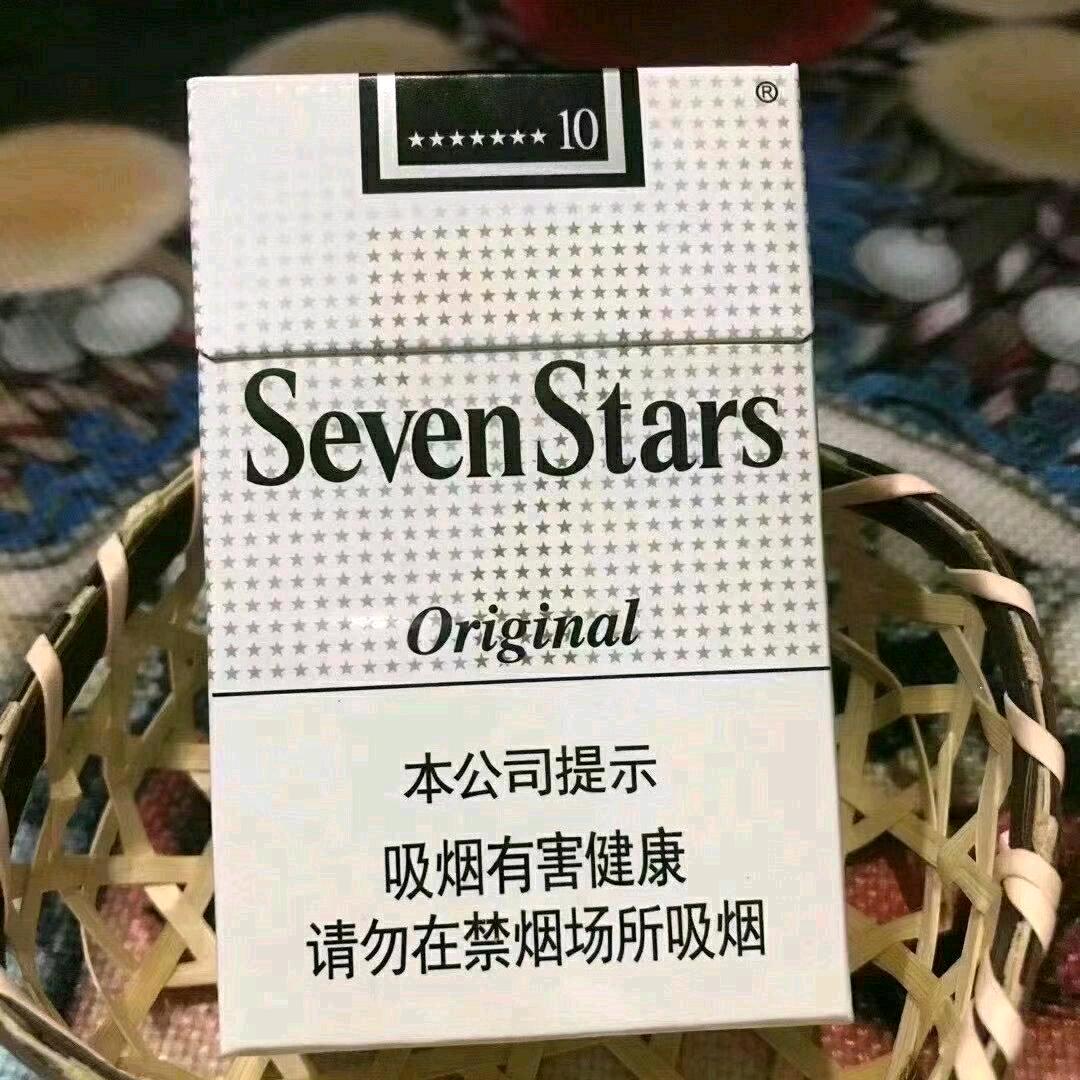 ★★★★★★★ 10
®
Seven Stars
Original
本公司提示
吸烟有害健康
请勿在禁烟场所吸烟